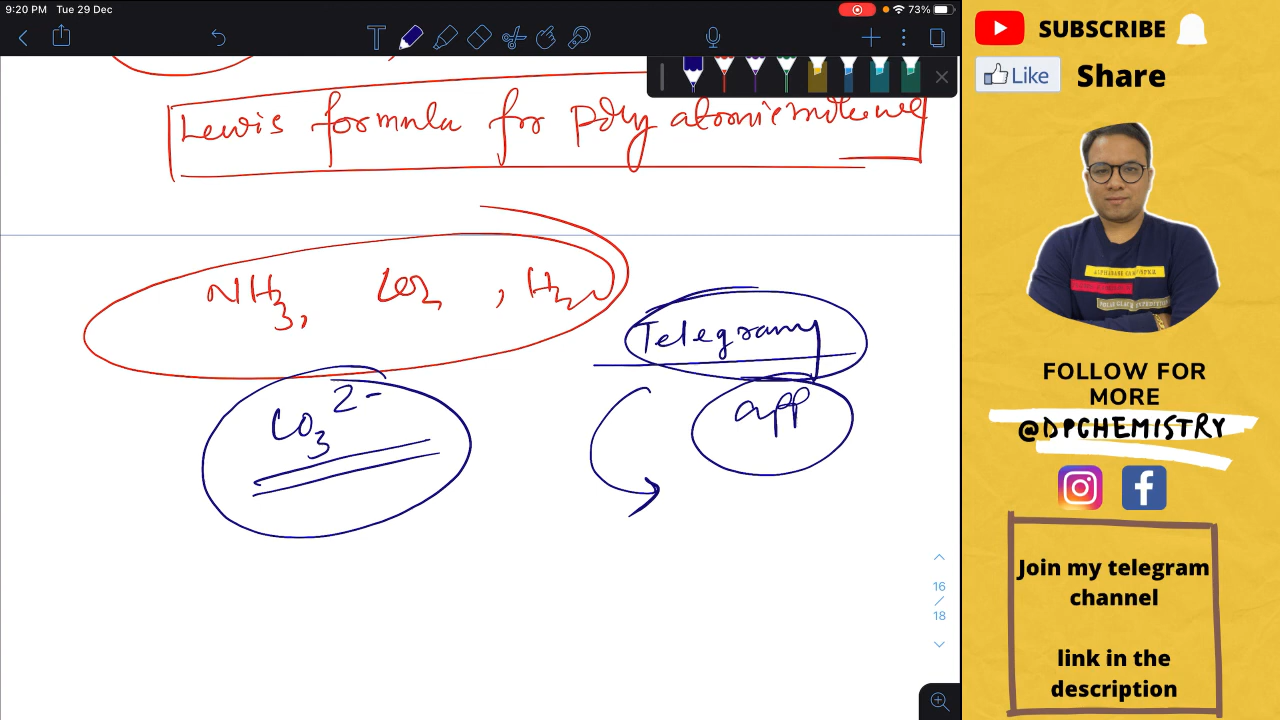 9:20 PM Tue 29 Dec
73%
Lewis formula for poly atomic molecule
NH3, CO2, H2O
Telegram
app
CO3 2-
16
/
18
SUBSCRIBE
Like
Share
FOLLOW FOR
MORE
@DPCHEMISTRY
Join my telegram
channel
link in the
description